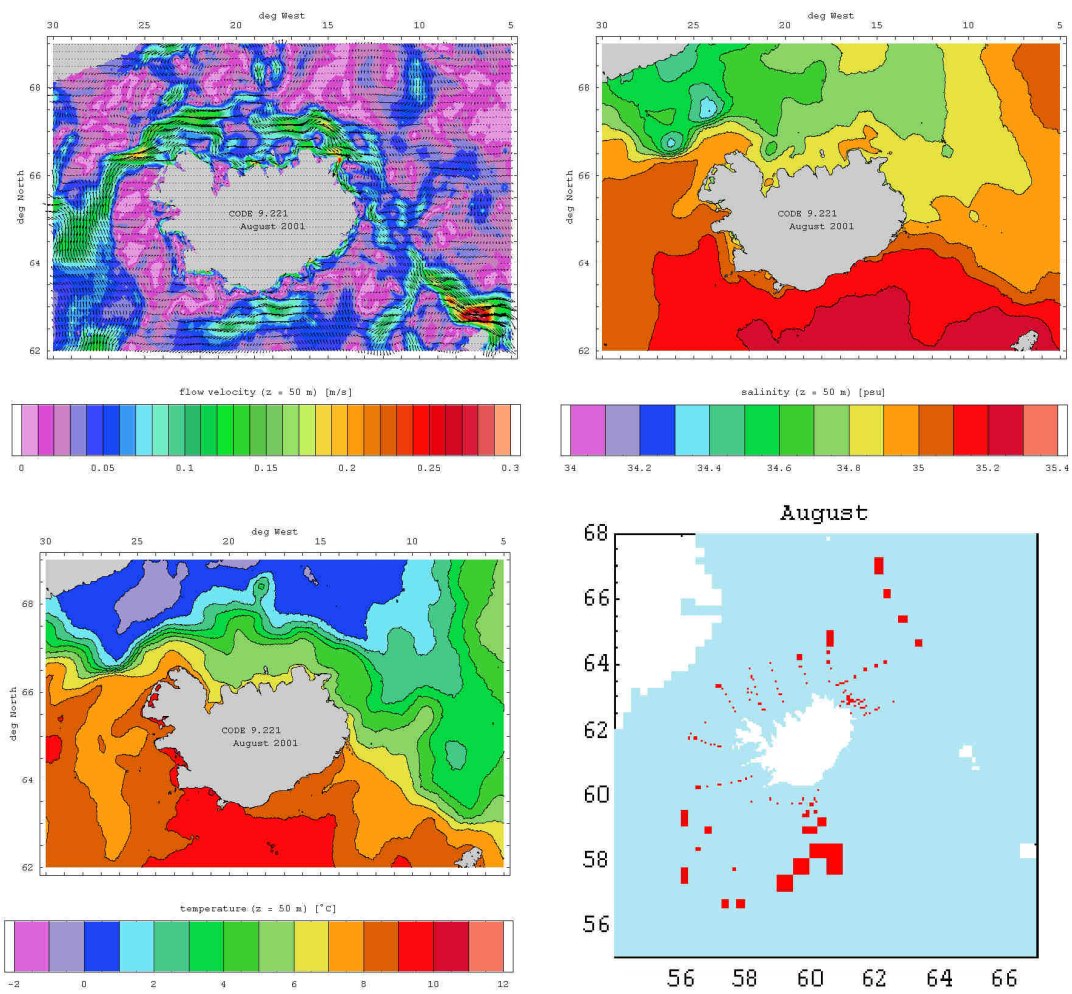 deg West
30 25 20 15 10 5
68
66
64
62
deg North
CODE 9.221
August 2001
flow velocity (z = 50 m) [m/s]
0 0.05 0.1 0.15 0.2 0.25 0.3
deg West
30 25 20 15 10 5
68
66
64
62
deg North
CODE 9.221
August 2001
salinity (z = 50 m) [psu]
34 34.2 34.4 34.6 34.8 35 35.2 35.4
deg West
30 25 20 15 10 5
68
66
64
62
deg North
CODE 9.221
August 2001
temperature (z = 50 m) [°C]
-2 0 2 4 6 8 10 12
August
68
66
64
62
60
58
56
56 58 60 62 64 66